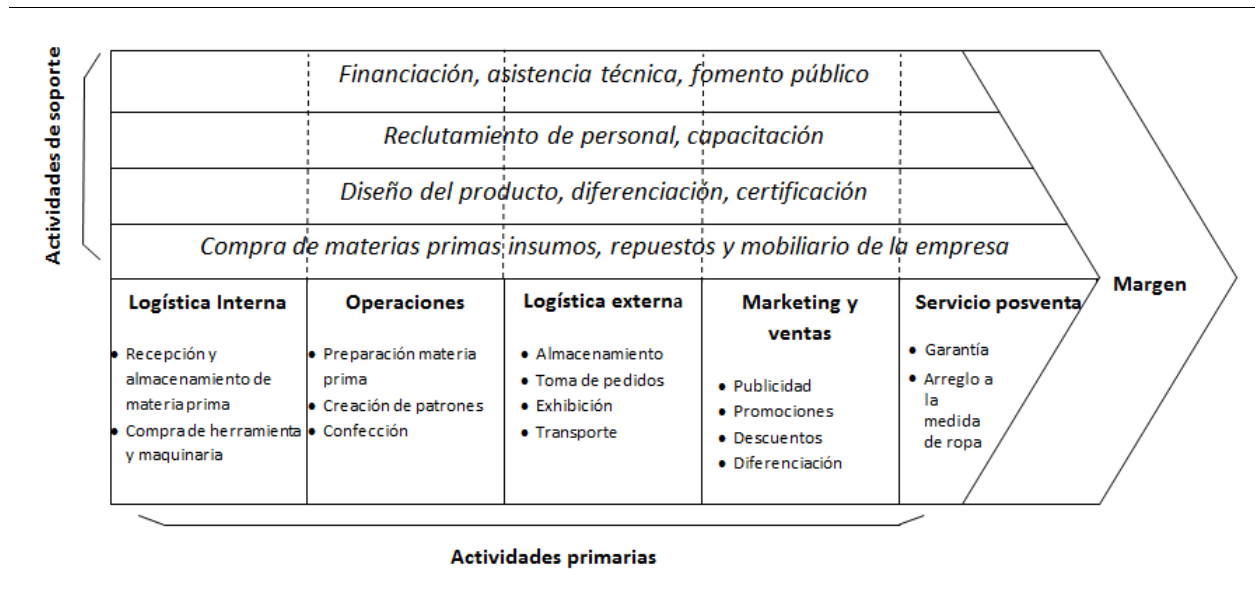 Actividades de soporte
Financiación, asistencia técnica, fomento público
Reclutamiento de personal, capacitación
Diseño del producto, diferenciación, certificación
Compra de materias primas insumos, repuestos y mobiliario de la empresa
Logística Interna
• Recepción y
almacenamiento de
materia prima
• Compra de herramienta
y maquinaria
Operaciones
• Preparación materia
prima
• Creación de patrones
• Confección
Logística externa
• Almacenamiento
• Toma de pedidos
• Exhibición
• Transporte
Marketing y
ventas
• Publicidad
• Promociones
• Descuentos
• Diferenciación
Servicio posventa
• Garantía
• Arreglo a
la
medida
de ropa
Margen
Actividades primarias